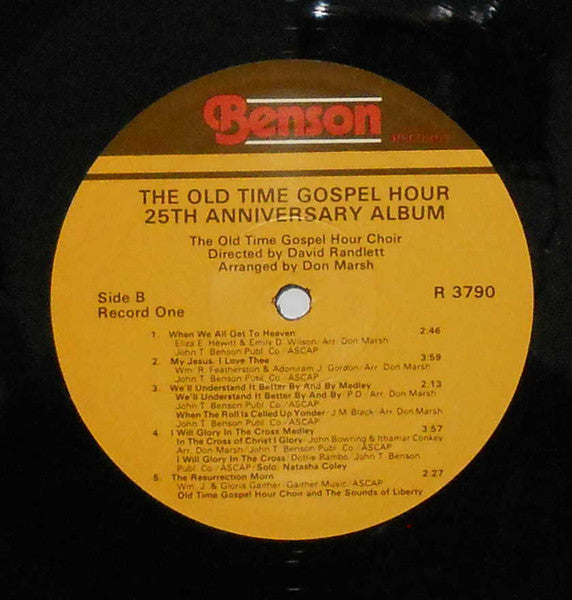 Benson
RECORDS
THE OLD TIME GOSPEL HOUR
25TH ANNIVERSARY ALBUM
The Old Time Gospel Hour Choir
Directed by David Randlett
Arranged by Don Marsh
Side B
Record One
R 3790
1. When We All Get To Heaven 2:46
Eliza E. Hewitt & Emily D. Wilson · Arr. Don Marsh
John T. Benson Publ. Co./ASCAP
2. My Jesus, I Love Thee 3:59
Wm. R. Featherston & Adoniram J. Gordon · Arr. Don Marsh
John T. Benson Publ. Co./ASCAP
3. We'll Understand It Better By And By Medley 2:13
We'll Understand It Better By And By · P.D. · Arr. Don Marsh
John T. Benson Publ. Co./ASCAP
When The Roll Is Called Up Yonder · J.M. Black · Arr. Don Marsh
John T. Benson Publ. Co./ASCAP
4. I Will Glory In The Cross Medley 3:57
In The Cross of Christ I Glory · John Bowring & Ithamar Conkey
Arr. Don Marsh · John T. Benson Publ. Co./ASCAP
I Will Glory In The Cross · Dottie Rambo · John T. Benson
Publ. Co./ASCAP · Solo: Natasha Coley
5. The Resurrection Morn 2:27
Wm. J. & Gloria Gaither · Gaither Music/ASCAP
Old Time Gospel Hour Choir and The Sounds of Liberty